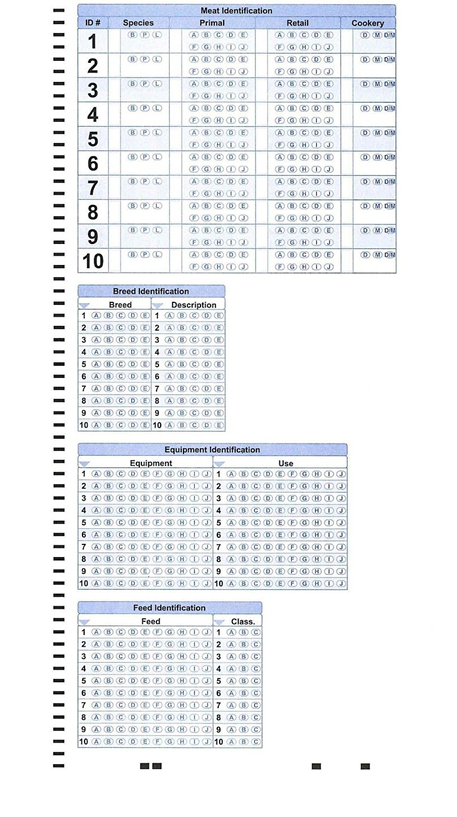 Meat Identification
ID # Species Primal Retail Cookery
1 B P L A B C D E A B C D E D M D/M
F G H I J F G H I J
2 B P L A B C D E A B C D E D M D/M
F G H I J F G H I J
3 B P L A B C D E A B C D E D M D/M
F G H I J F G H I J
4 B P L A B C D E A B C D E D M D/M
F G H I J F G H I J
5 B P L A B C D E A B C D E D M D/M
F G H I J F G H I J
6 B P L A B C D E A B C D E D M D/M
F G H I J F G H I J
7 B P L A B C D E A B C D E D M D/M
F G H I J F G H I J
8 B P L A B C D E A B C D E D M D/M
F G H I J F G H I J
9 B P L A B C D E A B C D E D M D/M
F G H I J F G H I J
10 B P L A B C D E A B C D E D M D/M
F G H I J F G H I J
Breed Identification
Breed Description
1 A B C D E 1 A B C D E
2 A B C D E 2 A B C D E
3 A B C D E 3 A B C D E
4 A B C D E 4 A B C D E
5 A B C D E 5 A B C D E
6 A B C D E 6 A B C D E
7 A B C D E 7 A B C D E
8 A B C D E 8 A B C D E
9 A B C D E 9 A B C D E
10 A B C D E 10 A B C D E
Equipment Identification
Equipment Use
1 A B C D E F G H I J 1 A B C D E F G H I J
2 A B C D E F G H I J 2 A B C D E F G H I J
3 A B C D E F G H I J 3 A B C D E F G H I J
4 A B C D E F G H I J 4 A B C D E F G H I J
5 A B C D E F G H I J 5 A B C D E F G H I J
6 A B C D E F G H I J 6 A B C D E F G H I J
7 A B C D E F G H I J 7 A B C D E F G H I J
8 A B C D E F G H I J 8 A B C D E F G H I J
9 A B C D E F G H I J 9 A B C D E F G H I J
10 A B C D E F G H I J 10 A B C D E F G H I J
Feed Identification
Feed Class.
1 A B C D E F G H I J 1 A B C
2 A B C D E F G H I J 2 A B C
3 A B C D E F G H I J 3 A B C
4 A B C D E F G H I J 4 A B C
5 A B C D E F G H I J 5 A B C
6 A B C D E F G H I J 6 A B C
7 A B C D E F G H I J 7 A B C
8 A B C D E F G H I J 8 A B C
9 A B C D E F G H I J 9 A B C
10 A B C D E F G H I J 10 A B C